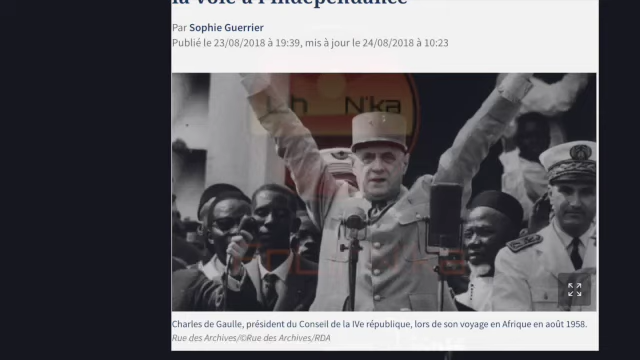 la voie à l'indépendance
Par Sophie Guerrier
Publié le 23/08/2018 à 19:39, mis à jour le 24/08/2018 à 10:23
N'ka
Charles de Gaulle, président du Conseil de la IVe république, lors de son voyage en Afrique en août 1958.
Rue des Archives/©Rue des Archives/RDA